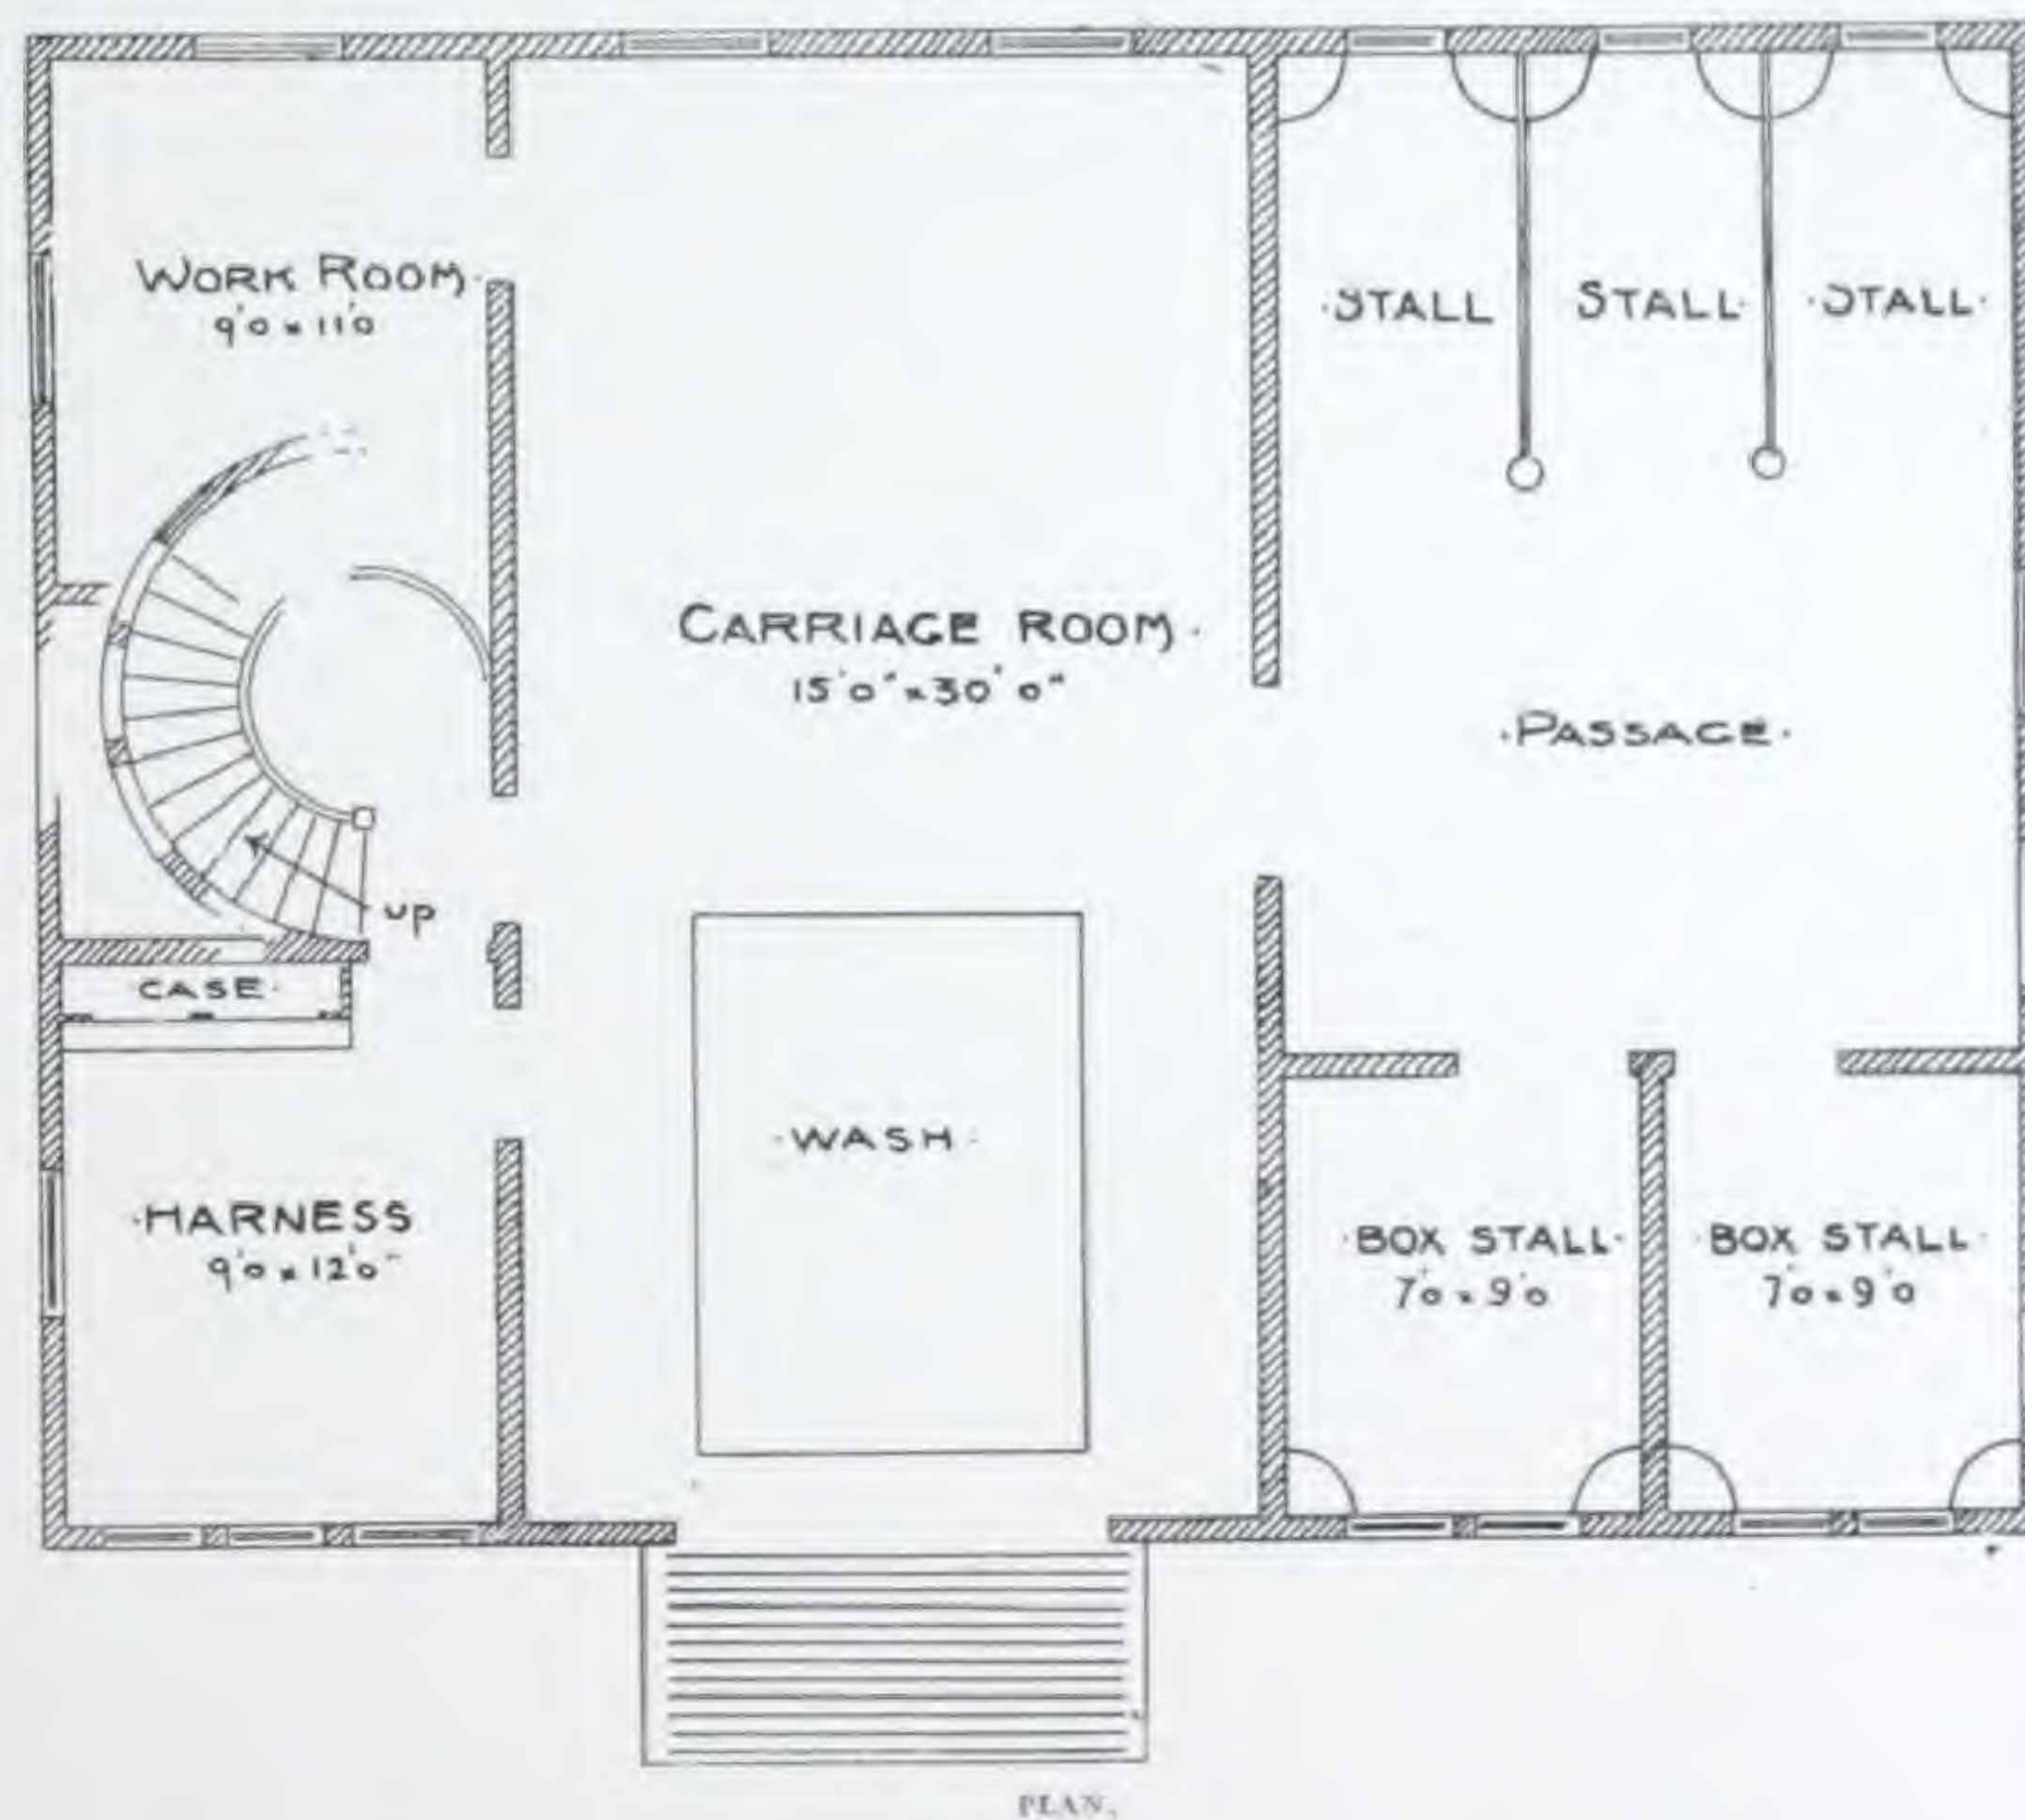 WORK ROOM
9'0 x 11'0
·STALL
STALL·
·STALL·
CARRIAGE ROOM·
15'0" x 30'0"
·PASSAGE·
UP
CASE·
·WASH·
·HARNESS
9'0 x 12'0"
·BOX STALL·
7'0 x 9'0
BOX STALL·
7'0 x 9'0
PLAN.